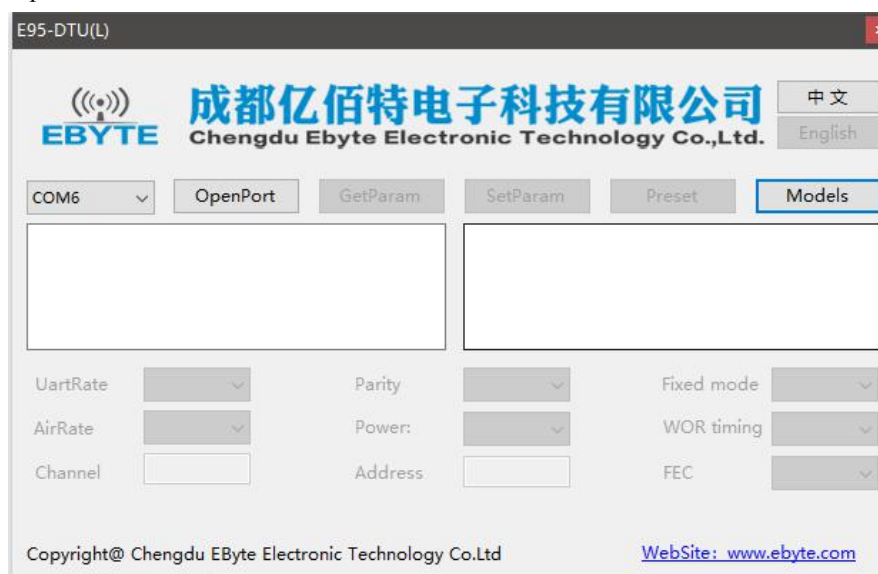 E95-DTU(L)
成都亿佰特电子科技有限公司
中文
EBYTE
Chengdu Ebyte Electronic Technology Co.,Ltd.
English
COM6 OpenPort GetParam SetParam Preset Models
UartRate Parity Fixed mode
AirRate Power: WOR timing
Channel Address FEC
Copyright@ Chengdu EByte Electronic Technology Co.Ltd WebSite: www.ebyte.com